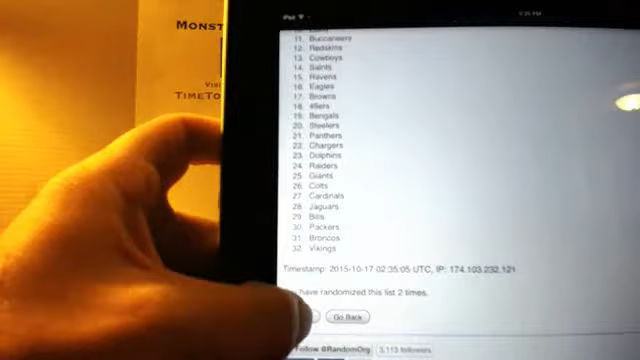 MONST
VISI
TIMETO
iPad
11. Buccaneers
12. Redskins
13. Cowboys
14. Saints
15. Ravens
16. Eagles
17. Browns
18. 49ers
19. Bengals
20. Steelers
21. Panthers
22. Chargers
23. Dolphins
24. Raiders
25. Giants
26. Colts
27. Cardinals
28. Jaguars
29. Bills
30. Packers
31. Broncos
32. Vikings
Timestamp: 2015-10-17 02:35:05 UTC, IP: 174.103.232.121
have randomized this list 2 times.
Go Back
Follow @RandomOrg 3,113 followers